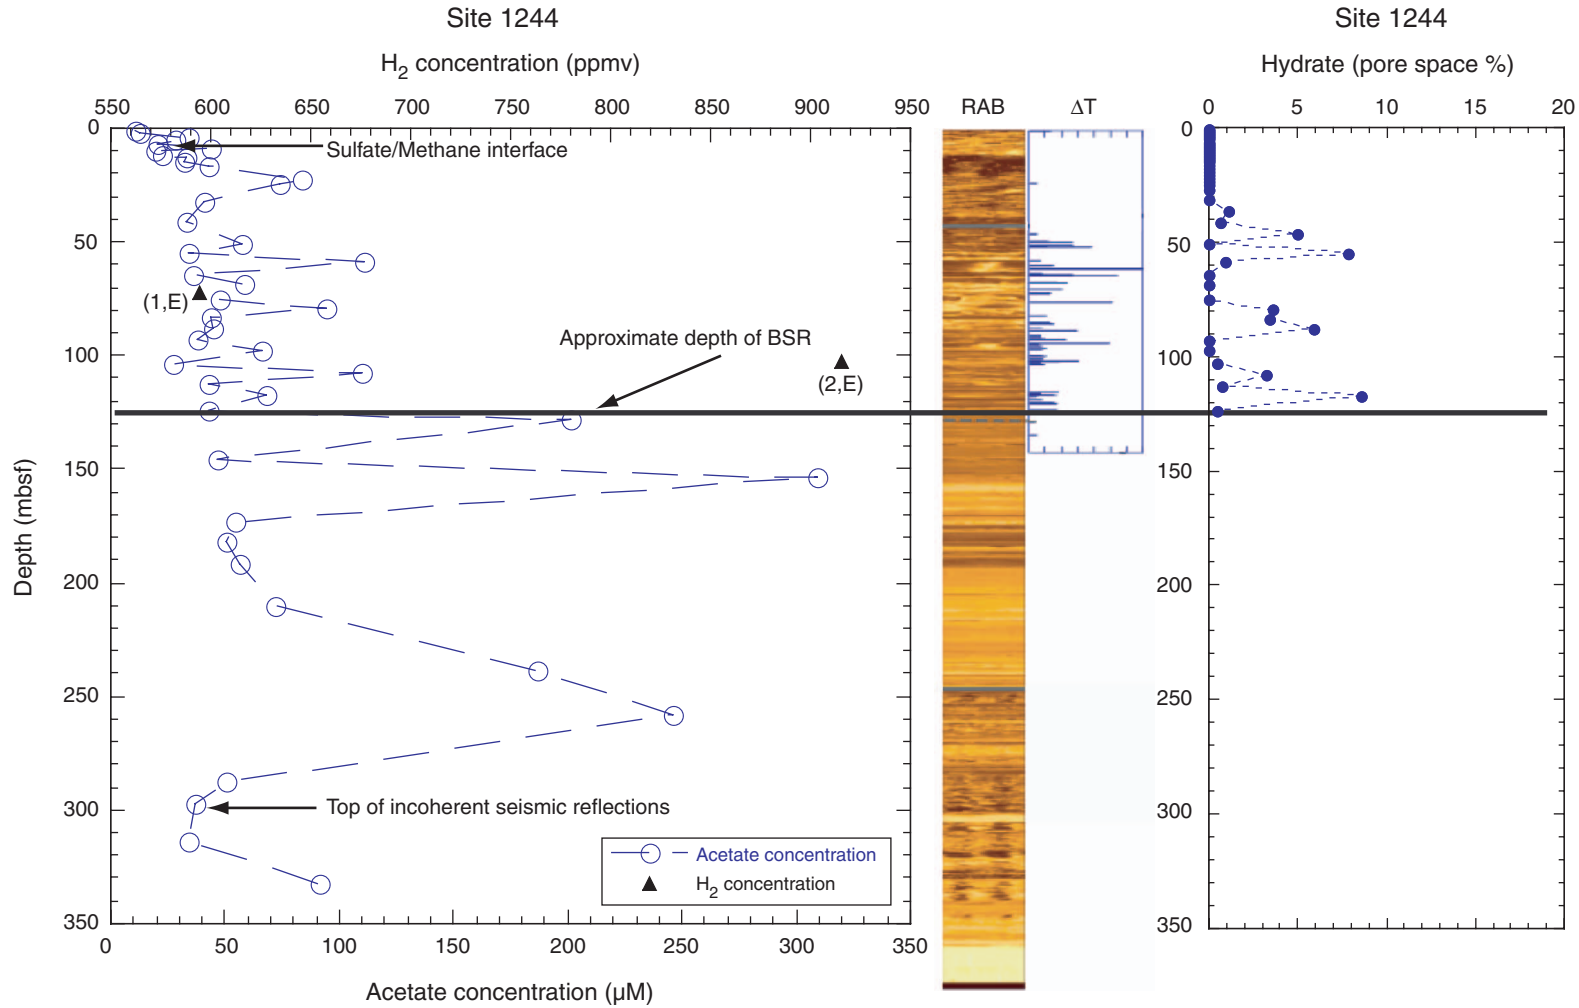 Site 1244
Site 1244
H2 concentration (ppmv)
Hydrate (pore space %)
550 600 650 700 750 800 850 900 950
RAB
ΔT
0 5 10 15 20
0
50
100
150
200
250
300
350
Depth (mbsf)
Sulfate/Methane interface
(1,E)
Approximate depth of BSR
(2,E)
Top of incoherent seismic reflections
Acetate concentration
H2 concentration
0 50 100 150 200 250 300 350
Acetate concentration (µM)
0
50
100
150
200
250
300
350